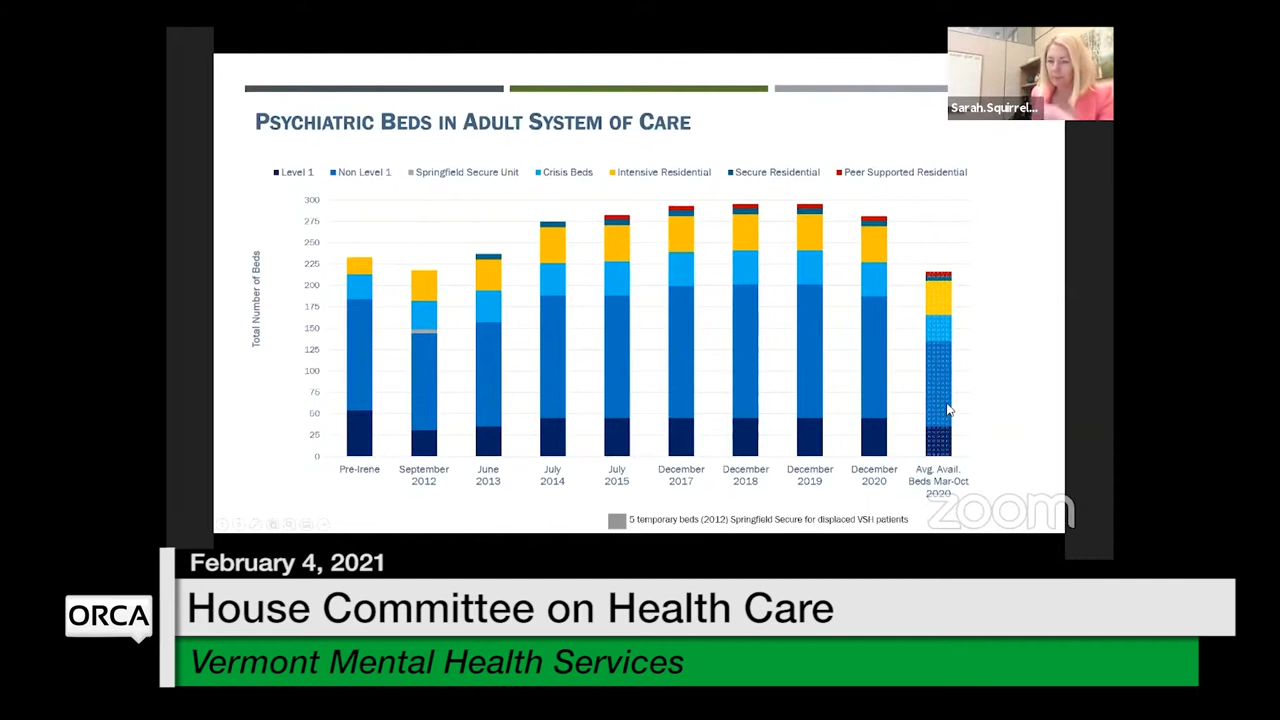 Sarah.Squirrel...
PSYCHIATRIC BEDS IN ADULT SYSTEM OF CARE
Level 1 Non Level 1 Springfield Secure Unit Crisis Beds Intensive Residential Secure Residential Peer Supported Residential
Total Number of Beds
300
275
250
225
200
175
150
125
100
75
50
25
0
Pre-Irene September 2012 June 2013 July 2014 July 2015 December 2017 December 2018 December 2019 December 2020 Avg. Avail. Beds Mar-Oct 2020
5 temporary beds (2012) Springfield Secure for displaced VSH patients
zoom
February 4, 2021
ORCA
House Committee on Health Care
Vermont Mental Health Services